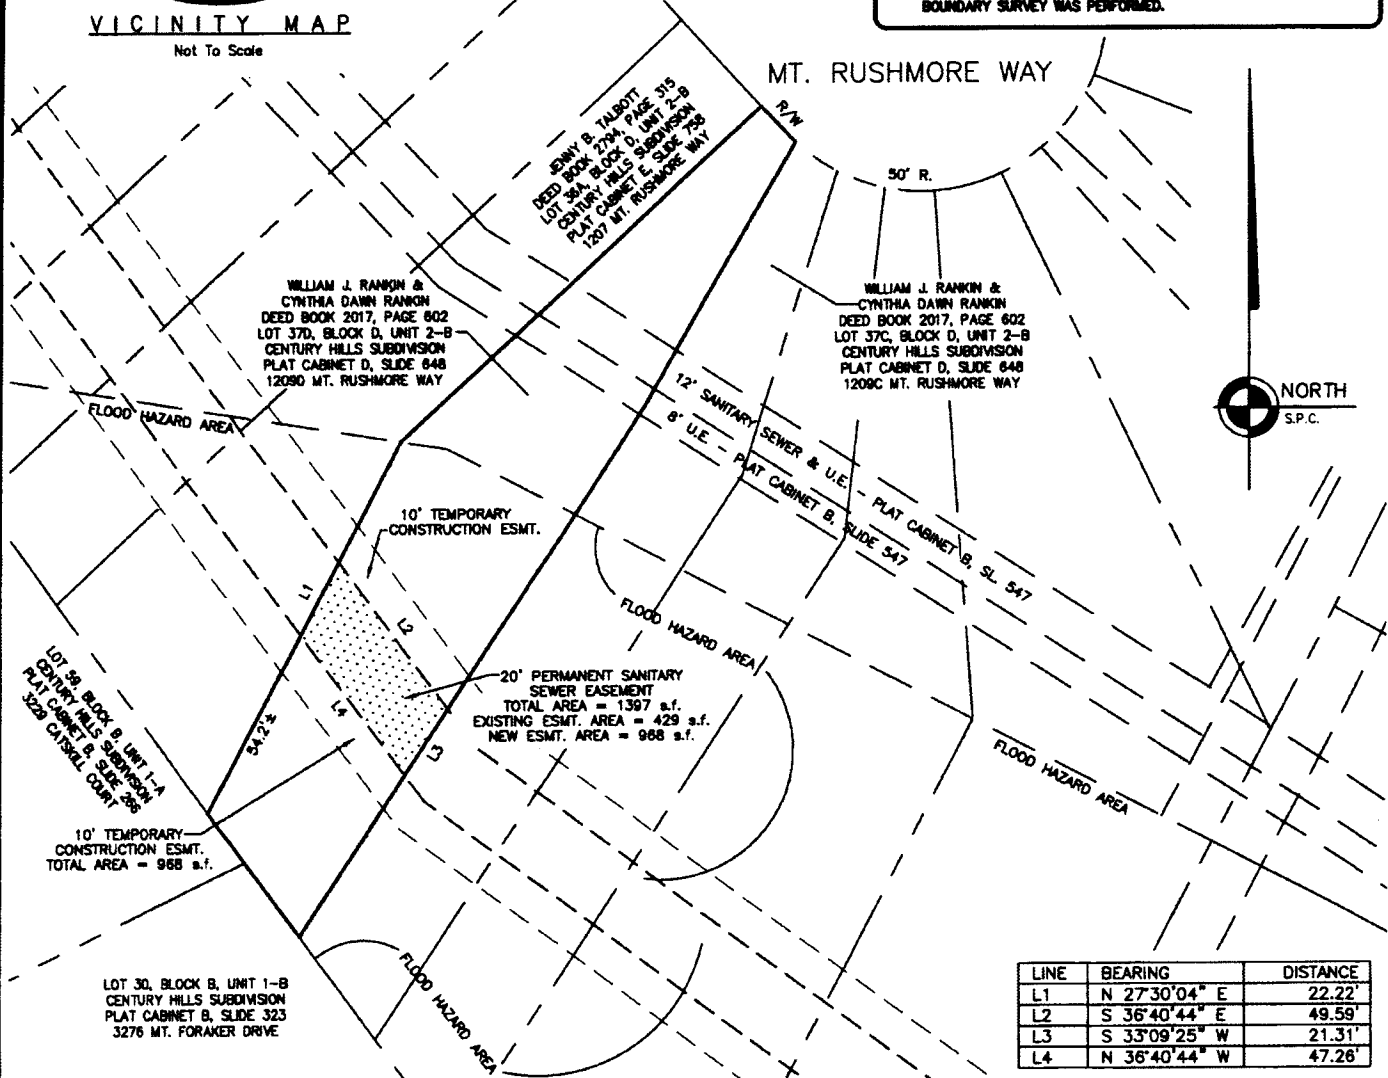 BOUNDARY SURVEY WAS PERFORMED.
VICINITY MAP
Not To Scale
MT. RUSHMORE WAY
R/W
50' R.
JENNY B. TALBOTT
DEED BOOK 2794, PAGE 315
LOT 36A, BLOCK D, UNIT 2-B
CENTURY HILLS SUBDIVISION
PLAT CABINET E, SLIDE 758
1207 MT. RUSHMORE WAY
WILLIAM J. RANKIN &
CYNTHIA DAWN RANKIN
DEED BOOK 2017, PAGE 602
LOT 37D, BLOCK D, UNIT 2-B
CENTURY HILLS SUBDIVISION
PLAT CABINET D, SLIDE 648
1209D MT. RUSHMORE WAY
WILLIAM J. RANKIN &
CYNTHIA DAWN RANKIN
DEED BOOK 2017, PAGE 602
LOT 37C, BLOCK D, UNIT 2-B
CENTURY HILLS SUBDIVISION
PLAT CABINET D, SLIDE 648
1209C MT. RUSHMORE WAY
NORTH
S.P.C.
FLOOD HAZARD AREA
12' SANITARY SEWER & U.E. - PLAT CABINET B, SL. 547
8' U.E. - PLAT CABINET B, SLIDE 547
10' TEMPORARY
CONSTRUCTION ESMT.
L1
L2
L3
L4
54.2'±
FLOOD HAZARD AREA
20' PERMANENT SANITARY
SEWER EASEMENT
TOTAL AREA = 1397 s.f.
EXISTING ESMT. AREA = 429 s.f.
NEW ESMT. AREA = 968 s.f.
FLOOD HAZARD AREA
LOT 59, BLOCK B, UNIT 1-A
CENTURY HILLS SUBDIVISION
PLAT CABINET B, SLIDE 266
3229 CATSKILL COURT
10' TEMPORARY
CONSTRUCTION ESMT.
TOTAL AREA = 968 s.f.
LOT 30, BLOCK B, UNIT 1-B
CENTURY HILLS SUBDIVISION
PLAT CABINET B, SLIDE 323
3276 MT. FORAKER DRIVE
FLOOD HAZARD AREA
LINE BEARING DISTANCE
L1 N 27°30'04" E 22.22'
L2 S 36°40'44" E 49.59'
L3 S 33°09'25" W 21.31'
L4 N 36°40'44" W 47.26'